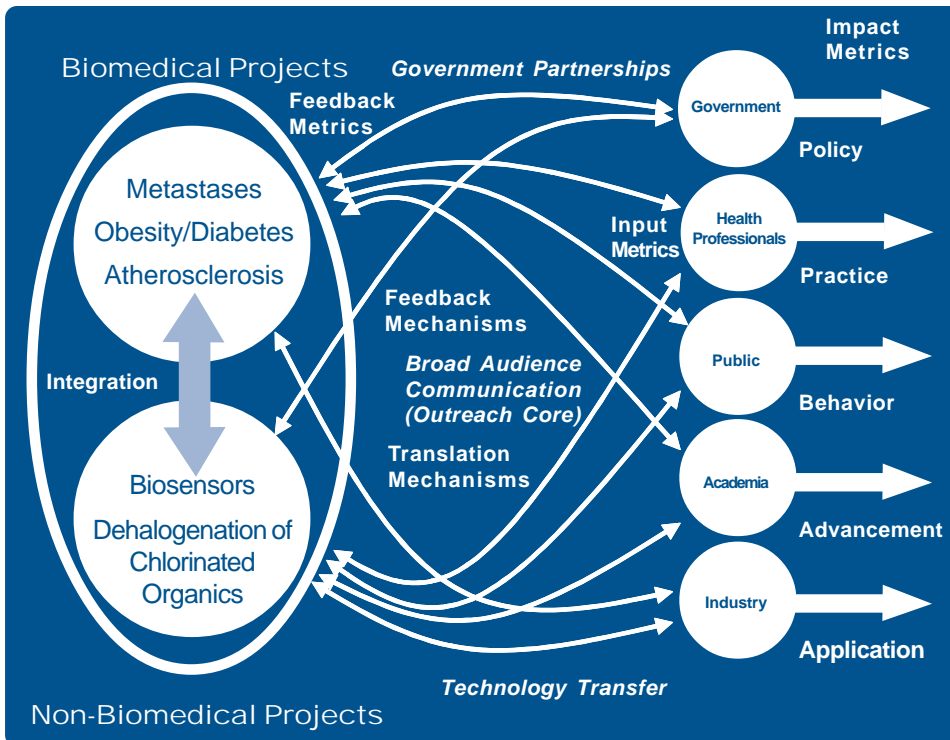 Impact
Metrics
Biomedical Projects
Government Partnerships
Feedback
Metrics
Government
Policy
Metastases
Obesity/Diabetes
Atherosclerosis
Health
Professionals
Input
Metrics
Practice
Feedback
Mechanisms
Public
Integration
Broad Audience
Communication
(Outreach Core)
Behavior
Translation
Mechanisms
Biosensors
Dehalogenation of
Chlorinated
Organics
Academia
Advancement
Industry
Application
Technology Transfer
Non-Biomedical Projects